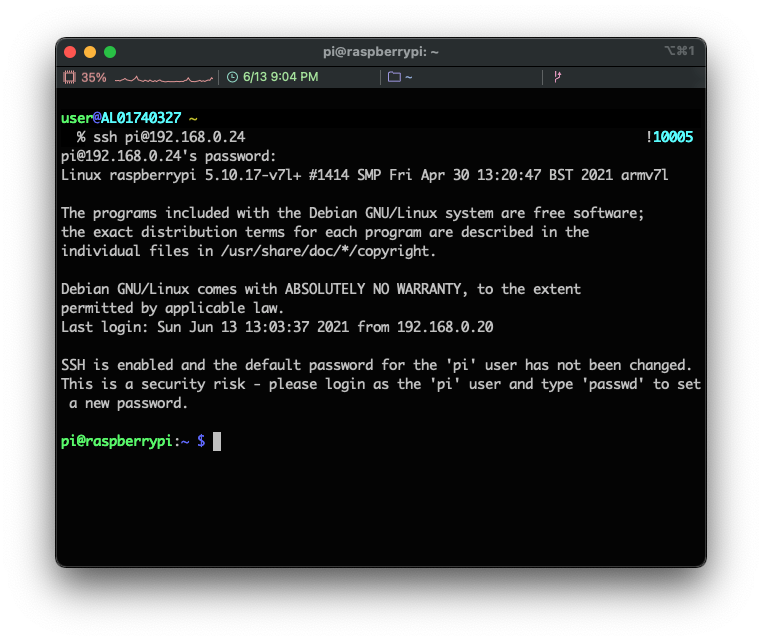 pi@raspberrypi: ~
⌥⌘1
35%
6/13 9:04 PM
~
user@AL01740327 ~
% ssh pi@192.168.0.24 !10005
pi@192.168.0.24's password:
Linux raspberrypi 5.10.17-v7l+ #1414 SMP Fri Apr 30 13:20:47 BST 2021 armv7l
The programs included with the Debian GNU/Linux system are free software;
the exact distribution terms for each program are described in the
individual files in /usr/share/doc/*/copyright.
Debian GNU/Linux comes with ABSOLUTELY NO WARRANTY, to the extent
permitted by applicable law.
Last login: Sun Jun 13 13:03:37 2021 from 192.168.0.20
SSH is enabled and the default password for the 'pi' user has not been changed.
This is a security risk - please login as the 'pi' user and type 'passwd' to set
a new password.
pi@raspberrypi:~ $